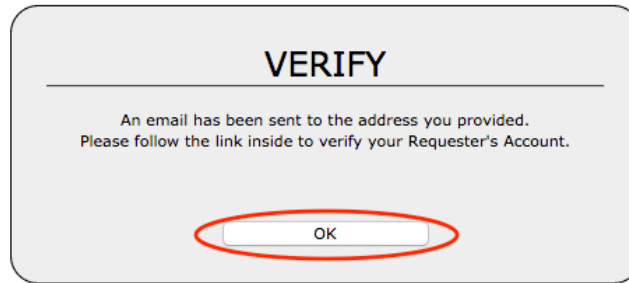 VERIFY
An email has been sent to the address you provided.
Please follow the link inside to verify your Requester's Account.
OK